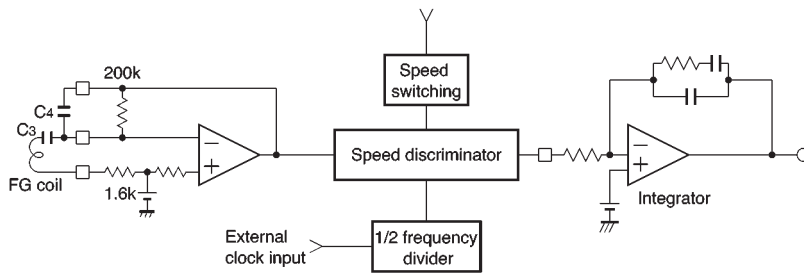 200k
C4
C3
FG coil
1.6k
Speed
switching
Speed discriminator
External
clock input
1/2 frequency
divider
Integrator